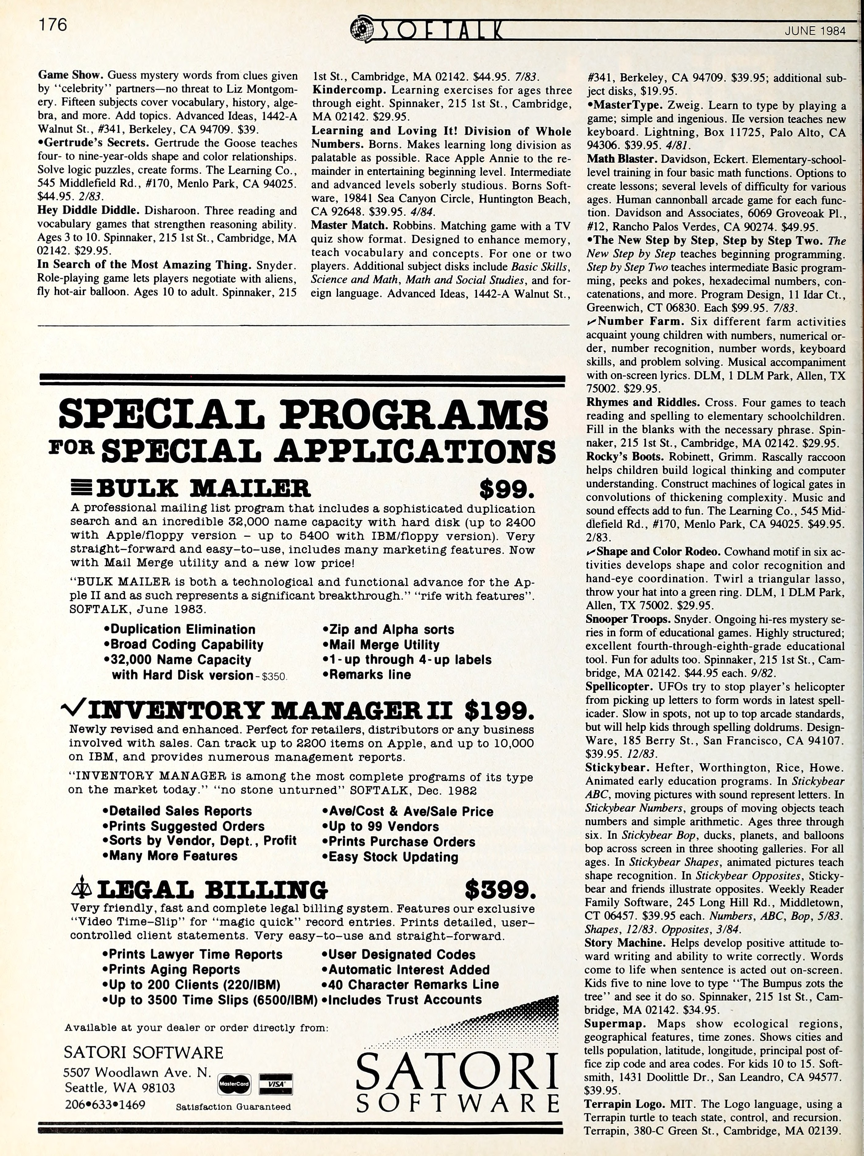 176
SOFTALK
JUNE 1984
Game Show. Guess mystery words from clues given
by "celebrity" partners—no threat to Liz Montgom-
ery. Fifteen subjects cover vocabulary, history, alge-
bra, and more. Add topics. Advanced Ideas, 1442-A
Walnut St., #341, Berkeley, CA 94709. $39.
•Gertrude's Secrets. Gertrude the Goose teaches
four- to nine-year-olds shape and color relationships.
Solve logic puzzles, create forms. The Learning Co.,
545 Middlefield Rd., #170, Menlo Park, CA 94025.
$44.95. 2/83.
Hey Diddle Diddle. Disharoon. Three reading and
vocabulary games that strengthen reasoning ability.
Ages 3 to 10. Spinnaker, 215 1st St., Cambridge, MA
02142. $29.95.
In Search of the Most Amazing Thing. Snyder.
Role-playing game lets players negotiate with aliens,
fly hot-air balloon. Ages 10 to adult. Spinnaker, 215
1st St., Cambridge, MA 02142. $44.95. 7/83.
Kindercomp. Learning exercises for ages three
through eight. Spinnaker, 215 1st St., Cambridge,
MA 02142. $29.95.
Learning and Loving It! Division of Whole
Numbers. Borns. Makes learning long division as
palatable as possible. Race Apple Annie to the re-
mainder in entertaining beginning level. Intermediate
and advanced levels soberly studious. Borns Soft-
ware, 19841 Sea Canyon Circle, Huntington Beach,
CA 92648. $39.95. 4/84.
Master Match. Robbins. Matching game with a TV
quiz show format. Designed to enhance memory,
teach vocabulary and concepts. For one or two
players. Additional subject disks include Basic Skills,
Science and Math, Math and Social Studies, and for-
eign language. Advanced Ideas, 1442-A Walnut St.,
#341, Berkeley, CA 94709. $39.95; additional sub-
ject disks, $19.95.
•MasterType. Zweig. Learn to type by playing a
game; simple and ingenious. IIe version teaches new
keyboard. Lightning, Box 11725, Palo Alto, CA
94306. $39.95. 4/81.
Math Blaster. Davidson, Eckert. Elementary-school-
level training in four basic math functions. Options to
create lessons; several levels of difficulty for various
ages. Human cannonball arcade game for each func-
tion. Davidson and Associates, 6069 Groveoak Pl.,
#12, Rancho Palos Verdes, CA 90274. $49.95.
•The New Step by Step, Step by Step Two. The
New Step by Step teaches beginning programming.
Step by Step Two teaches intermediate Basic program-
ming, peeks and pokes, hexadecimal numbers, con-
catenations, and more. Program Design, 11 Idar Ct.,
Greenwich, CT 06830. Each $99.95. 7/83.
✓Number Farm. Six different farm activities
acquaint young children with numbers, numerical or-
der, number recognition, number words, keyboard
skills, and problem solving. Musical accompaniment
with on-screen lyrics. DLM, 1 DLM Park, Allen, TX
75002. $29.95.
Rhymes and Riddles. Cross. Four games to teach
reading and spelling to elementary schoolchildren.
Fill in the blanks with the necessary phrase. Spin-
naker, 215 1st St., Cambridge, MA 02142. $29.95.
Rocky's Boots. Robinett, Grimm. Rascally raccoon
helps children build logical thinking and computer
understanding. Construct machines of logical gates in
convolutions of thickening complexity. Music and
sound effects add to fun. The Learning Co., 545 Mid-
dlefield Rd., #170, Menlo Park, CA 94025. $49.95.
2/83.
✓Shape and Color Rodeo. Cowhand motif in six ac-
tivities develops shape and color recognition and
hand-eye coordination. Twirl a triangular lasso,
throw your hat into a green ring. DLM, 1 DLM Park,
Allen, TX 75002. $29.95.
Snooper Troops. Snyder. Ongoing hi-res mystery se-
ries in form of educational games. Highly structured;
excellent fourth-through-eighth-grade educational
tool. Fun for adults too. Spinnaker, 215 1st St., Cam-
bridge, MA 02142. $44.95 each. 9/82.
Spellicopter. UFOs try to stop player's helicopter
from picking up letters to form words in latest spell-
icader. Slow in spots, not up to top arcade standards,
but will help kids through spelling doldrums. Design-
Ware, 185 Berry St., San Francisco, CA 94107.
$39.95. 12/83.
Stickybear. Hefter, Worthington, Rice, Howe.
Animated early education programs. In Stickybear
ABC, moving pictures with sound represent letters. In
Stickybear Numbers, groups of moving objects teach
numbers and simple arithmetic. Ages three through
six. In Stickybear Bop, ducks, planets, and balloons
bop across screen in three shooting galleries. For all
ages. In Stickybear Shapes, animated pictures teach
shape recognition. In Stickybear Opposites, Sticky-
bear and friends illustrate opposites. Weekly Reader
Family Software, 245 Long Hill Rd., Middletown,
CT 06457. $39.95 each. Numbers, ABC, Bop, 5/83.
Shapes, 12/83. Opposites, 3/84.
Story Machine. Helps develop positive attitude to-
ward writing and ability to write correctly. Words
come to life when sentence is acted out on-screen.
Kids five to nine love to type "The Bumpus zots the
tree" and see it do so. Spinnaker, 215 1st St., Cam-
bridge, MA 02142. $34.95.
Supermap. Maps show ecological regions,
geographical features, time zones. Shows cities and
tells population, latitude, longitude, principal post of-
fice zip code and area codes. For kids 10 to 15. Soft-
smith, 1431 Doolittle Dr., San Leandro, CA 94577.
$39.95.
Terrapin Logo. MIT. The Logo language, using a
Terrapin turtle to teach state, control, and recursion.
Terrapin, 380-C Green St., Cambridge, MA 02139.
SPECIAL PROGRAMS
FOR SPECIAL APPLICATIONS
BULK MAILER $99.
A professional mailing list program that includes a sophisticated duplication
search and an incredible 32,000 name capacity with hard disk (up to 2400
with Apple/floppy version – up to 5400 with IBM/floppy version). Very
straight-forward and easy-to-use, includes many marketing features. Now
with Mail Merge utility and a new low price!
"BULK MAILER is both a technological and functional advance for the Ap-
ple II and as such represents a significant breakthrough." "rife with features".
SOFTALK, June 1983.
•Duplication Elimination
•Broad Coding Capability
•32,000 Name Capacity
with Hard Disk version-$350.
•Zip and Alpha sorts
•Mail Merge Utility
•1-up through 4-up labels
•Remarks line
✓INVENTORY MANAGER II $199.
Newly revised and enhanced. Perfect for retailers, distributors or any business
involved with sales. Can track up to 2200 items on Apple, and up to 10,000
on IBM, and provides numerous management reports.
"INVENTORY MANAGER is among the most complete programs of its type
on the market today." "no stone unturned" SOFTALK, Dec. 1982
•Detailed Sales Reports
•Prints Suggested Orders
•Sorts by Vendor, Dept., Profit
•Many More Features
•Ave/Cost & Ave/Sale Price
•Up to 99 Vendors
•Prints Purchase Orders
•Easy Stock Updating
LEGAL BILLING $399.
Very friendly, fast and complete legal billing system. Features our exclusive
"Video Time-Slip" for "magic quick" record entries. Prints detailed, user-
controlled client statements. Very easy-to-use and straight-forward.
•Prints Lawyer Time Reports
•Prints Aging Reports
•Up to 200 Clients (220/IBM)
•Up to 3500 Time Slips (6500/IBM)
•User Designated Codes
•Automatic Interest Added
•40 Character Remarks Line
•Includes Trust Accounts
Available at your dealer or order directly from:
SATORI SOFTWARE
5507 Woodlawn Ave. N.
Seattle, WA 98103
206•633•1469
MasterCard
VISA
Satisfaction Guaranteed
SATORI
SOFTWARE